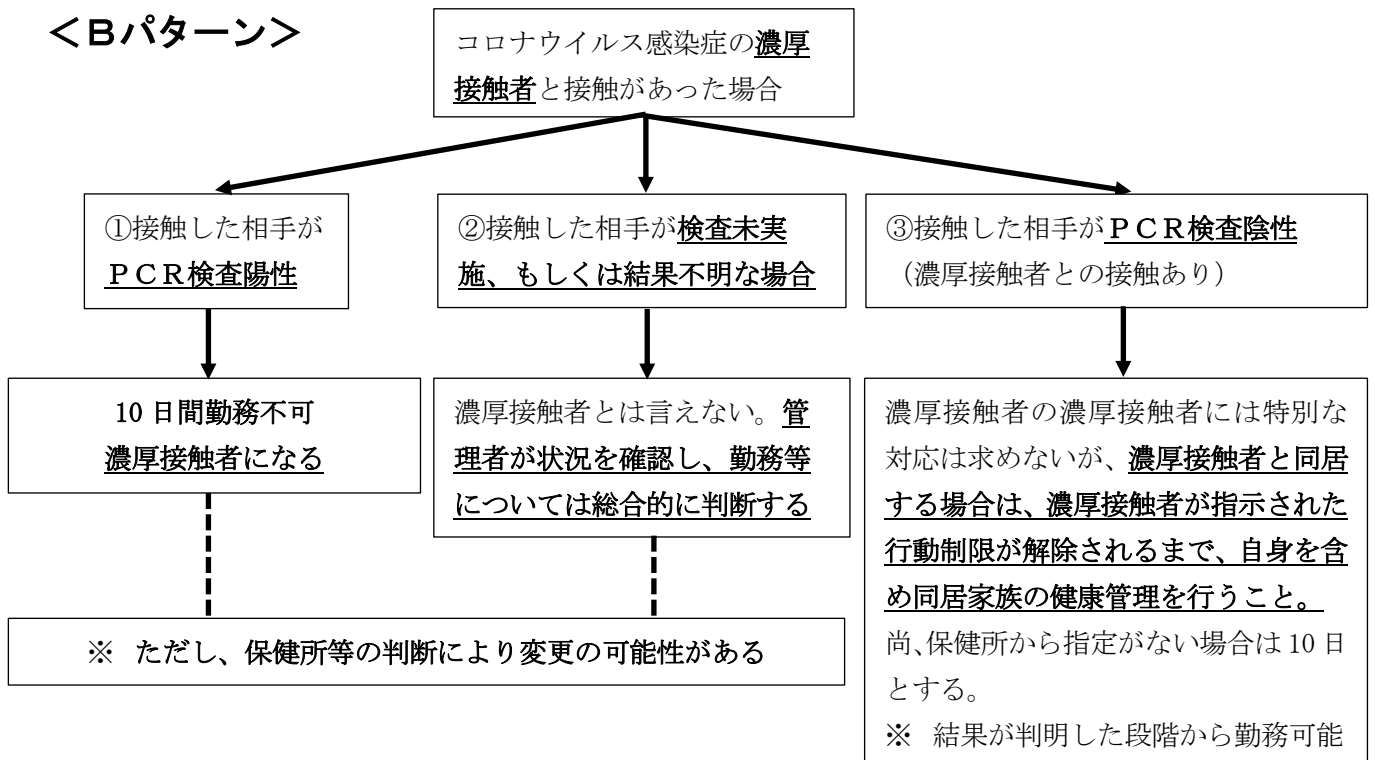 ＜Ｂパターン＞
コロナウイルス感染症の濃厚
接触者と接触があった場合
①接触した相手が
ＰＣＲ検査陽性
②接触した相手が検査未実
施、もしくは結果不明な場合
③接触した相手がＰＣＲ検査陰性
（濃厚接触者との接触あり）
10 日間勤務不可
濃厚接触者になる
濃厚接触者とは言えない。管
理者が状況を確認し、勤務等
については総合的に判断する
濃厚接触者の濃厚接触者には特別な
対応は求めないが、濃厚接触者と同居
する場合は、濃厚接触者が指示された
行動制限が解除されるまで、自身を含
め同居家族の健康管理を行うこと。
尚、保健所から指定がない場合は 10 日
とする。
※　結果が判明した段階から勤務可能
※　ただし、保健所等の判断により変更の可能性がある